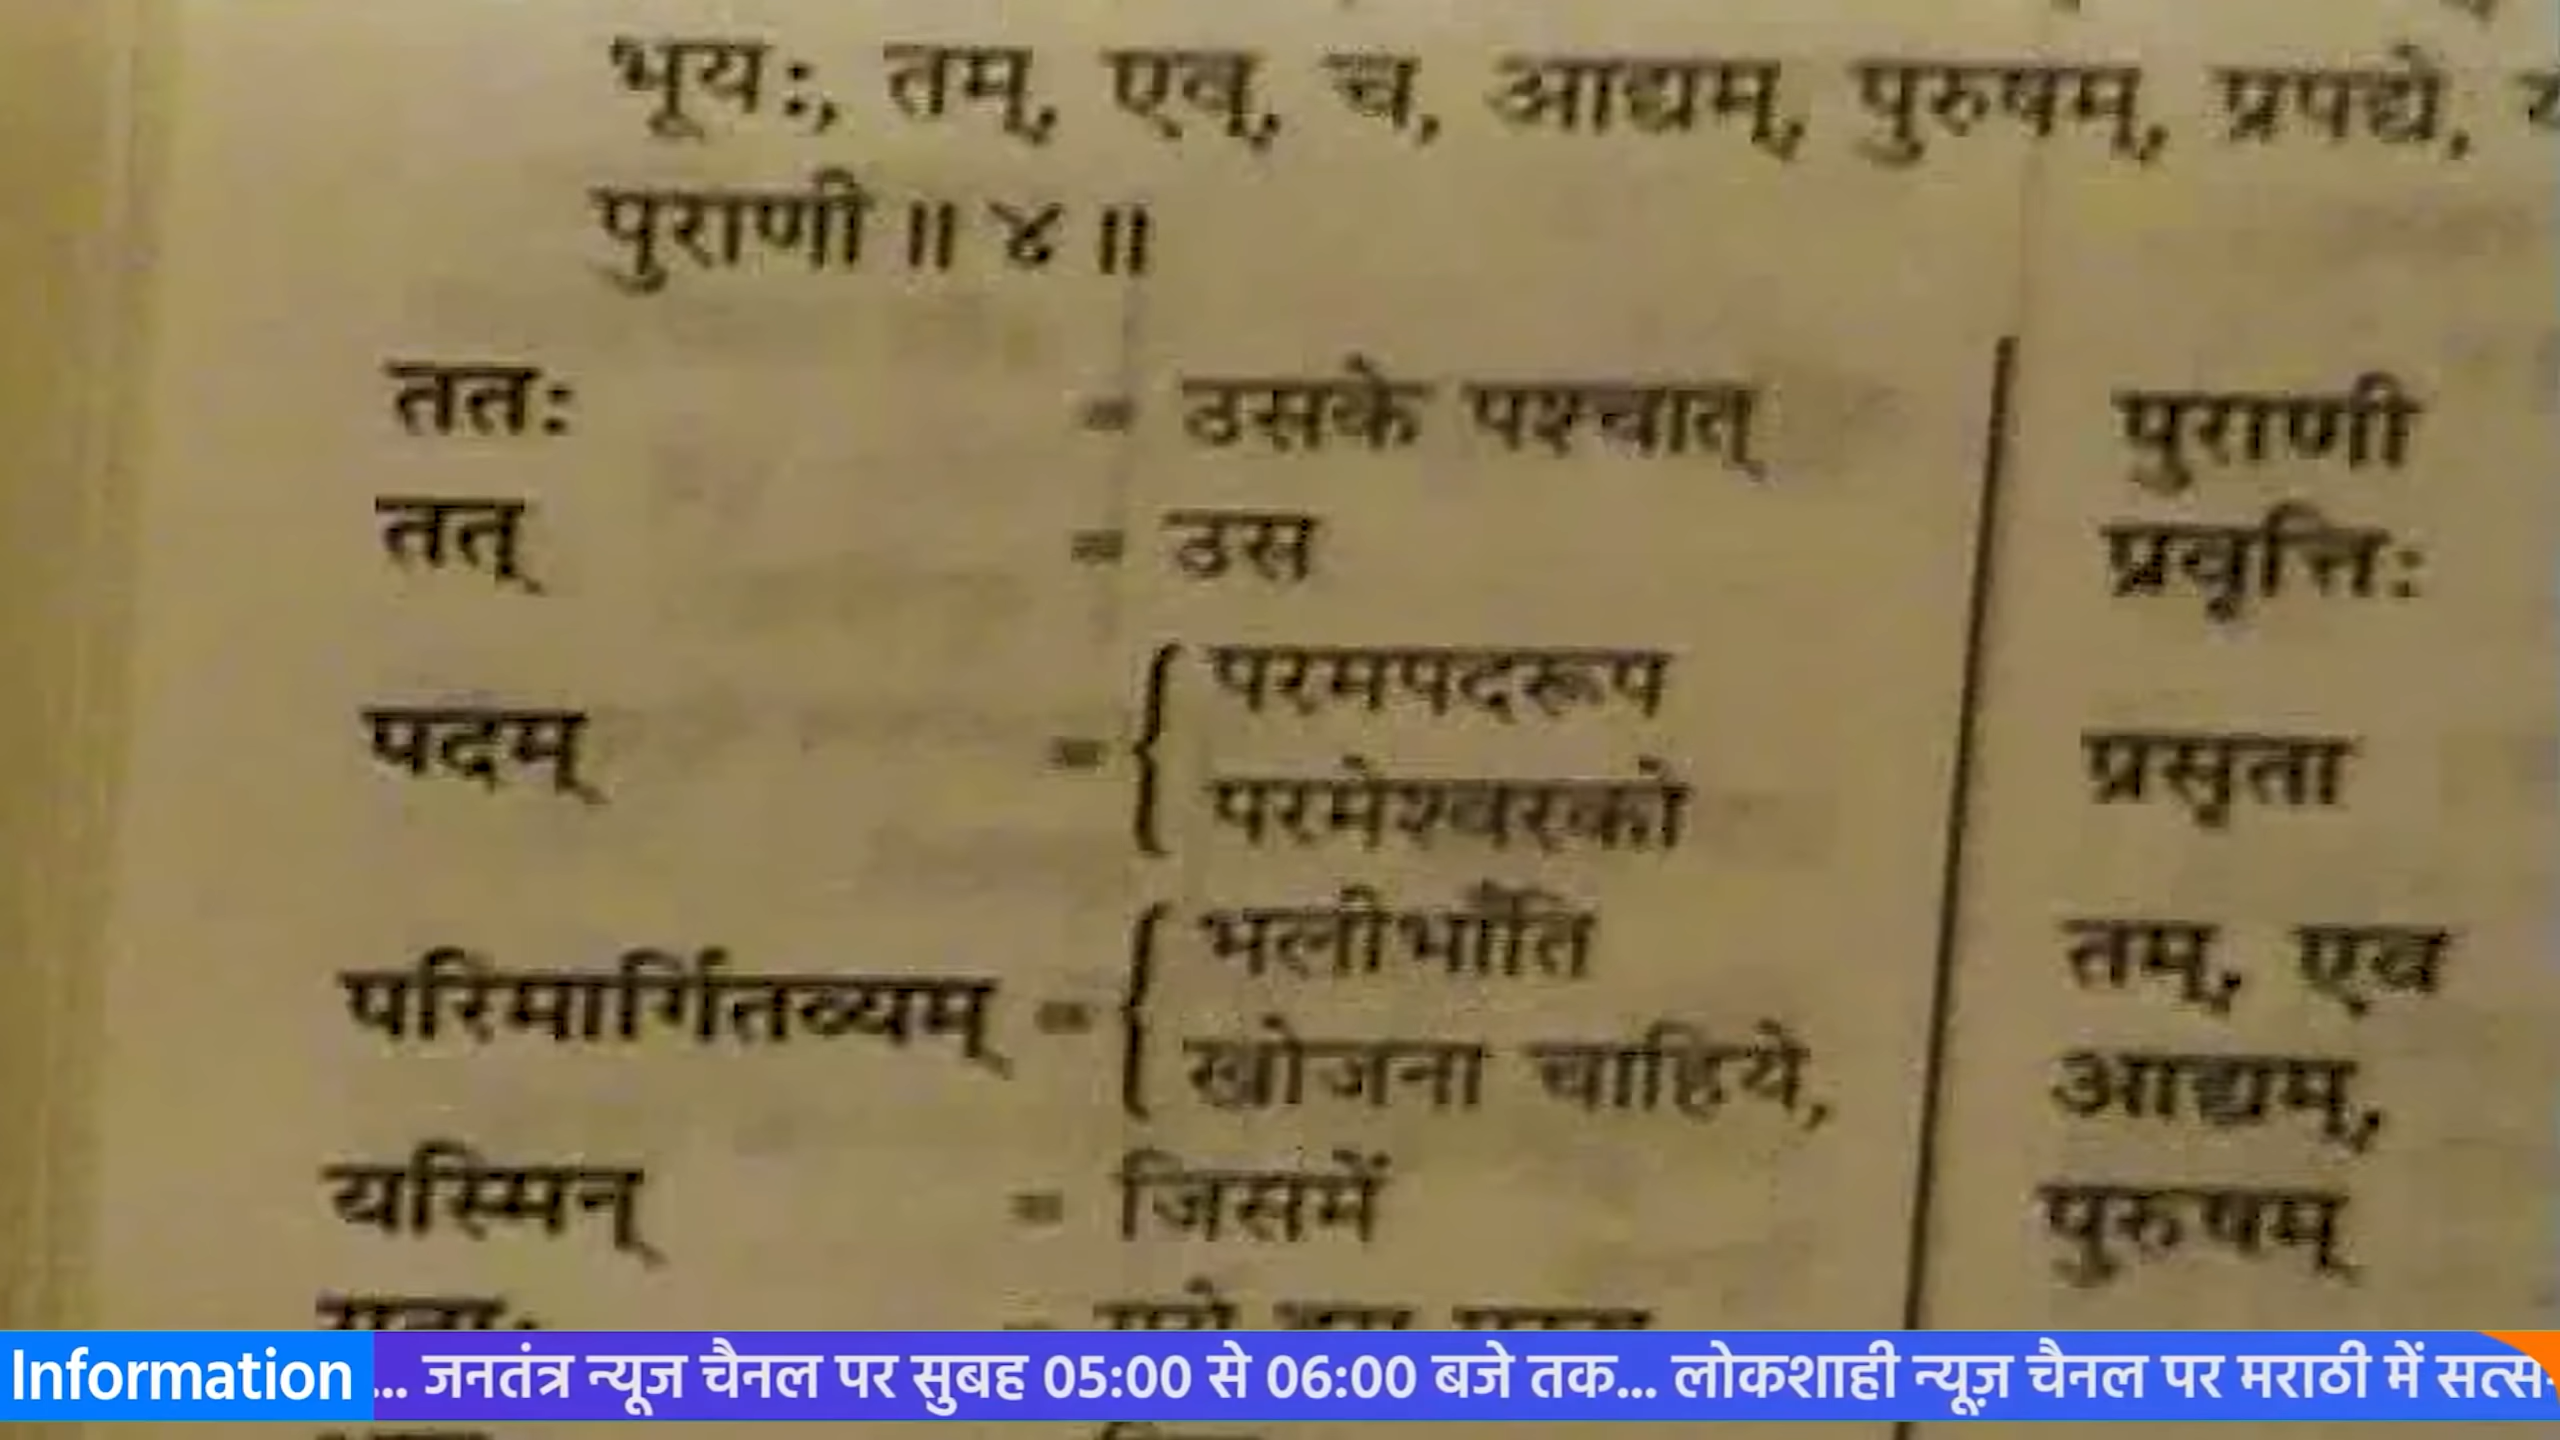 भूयः, तम्, एव, च, आद्यम्, पुरुषम्, प्रपद्ये,
पुराणी ॥ ४ ॥
ततः = उसके पश्चात्
तत् = उस
पदम् = { परमपदरूप
परमेश्वरको
परिमार्गितव्यम् = { भलीभाँति
खोजना चाहिये,
यस्मिन् = जिसमें
पुराणी
प्रवृत्तिः
प्रसृता
तम्, एव
आद्यम्,
पुरुषम्
Information ... जनतंत्र न्यूज चैनल पर सुबह 05:00 से 06:00 बजे तक... लोकशाही न्यूज़ चैनल पर मराठी में